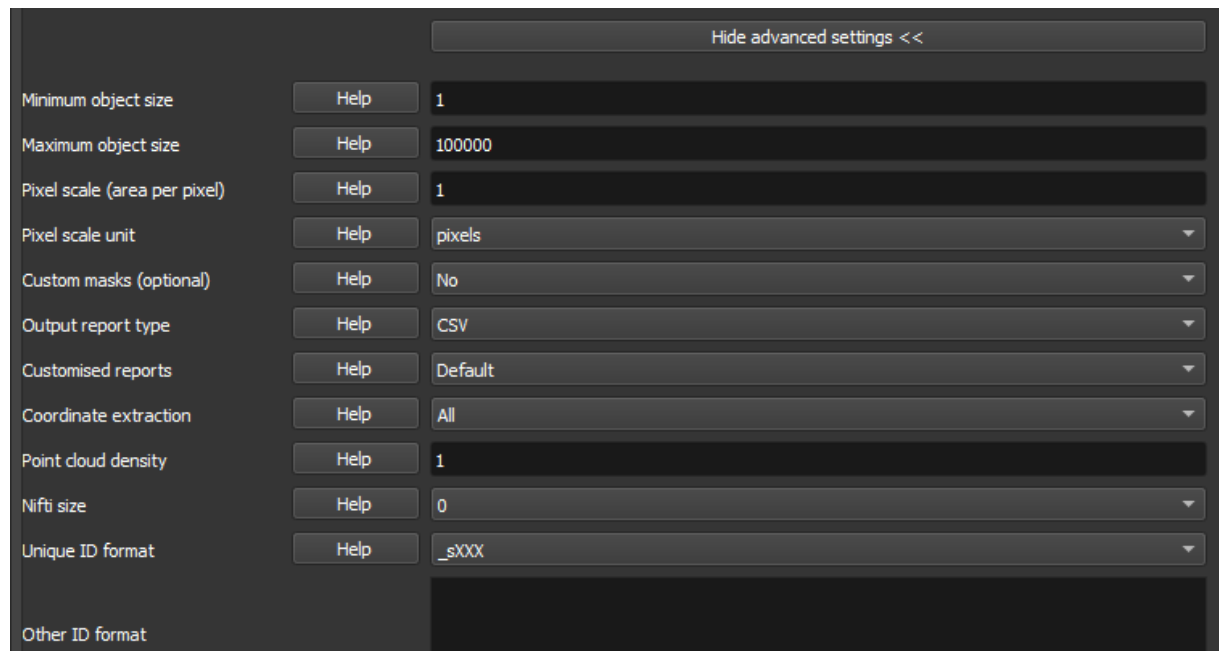 Hide advanced settings <<
Minimum object size Help 1
Maximum object size Help 100000
Pixel scale (area per pixel) Help 1
Pixel scale unit Help pixels
Custom masks (optional) Help No
Output report type Help CSV
Customised reports Help Default
Coordinate extraction Help All
Point cloud density Help 1
Nifti size Help 0
Unique ID format Help _sXXX
Other ID format